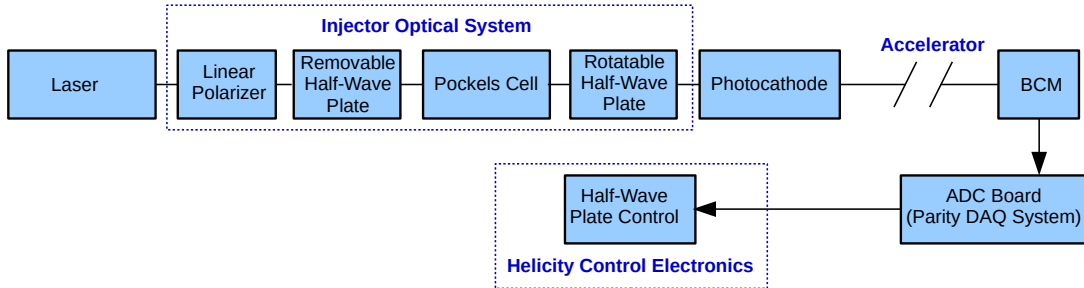 Injector Optical System
Accelerator
Laser
Linear
Polarizer
Removable
Half-Wave
Plate
Pockels Cell
Rotatable
Half-Wave
Plate
Photocathode
BCM
Half-Wave
Plate Control
ADC Board
(Parity DAQ System)
Helicity Control Electronics